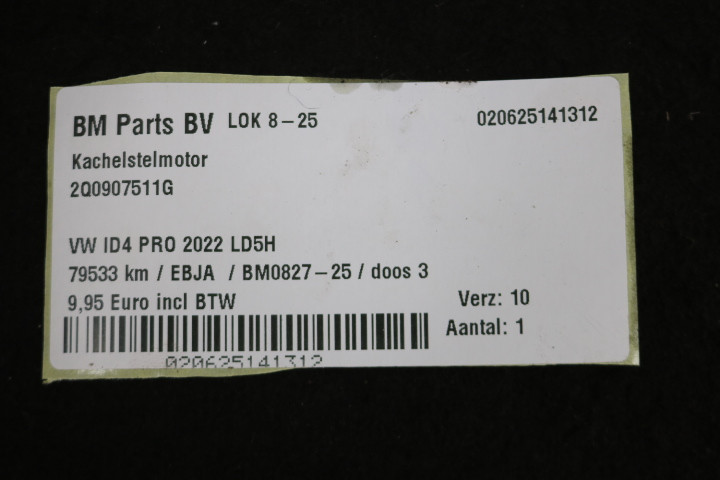 BM Parts BV LOK 8-25 020625141312
Kachelstelmotor
2Q0907511G
VW ID4 PRO 2022 LD5H
79533 km / EBJA / BM0827-25 / doos 3
9,95 Euro incl BTW Verz: 10
Aantal: 1
020625141312